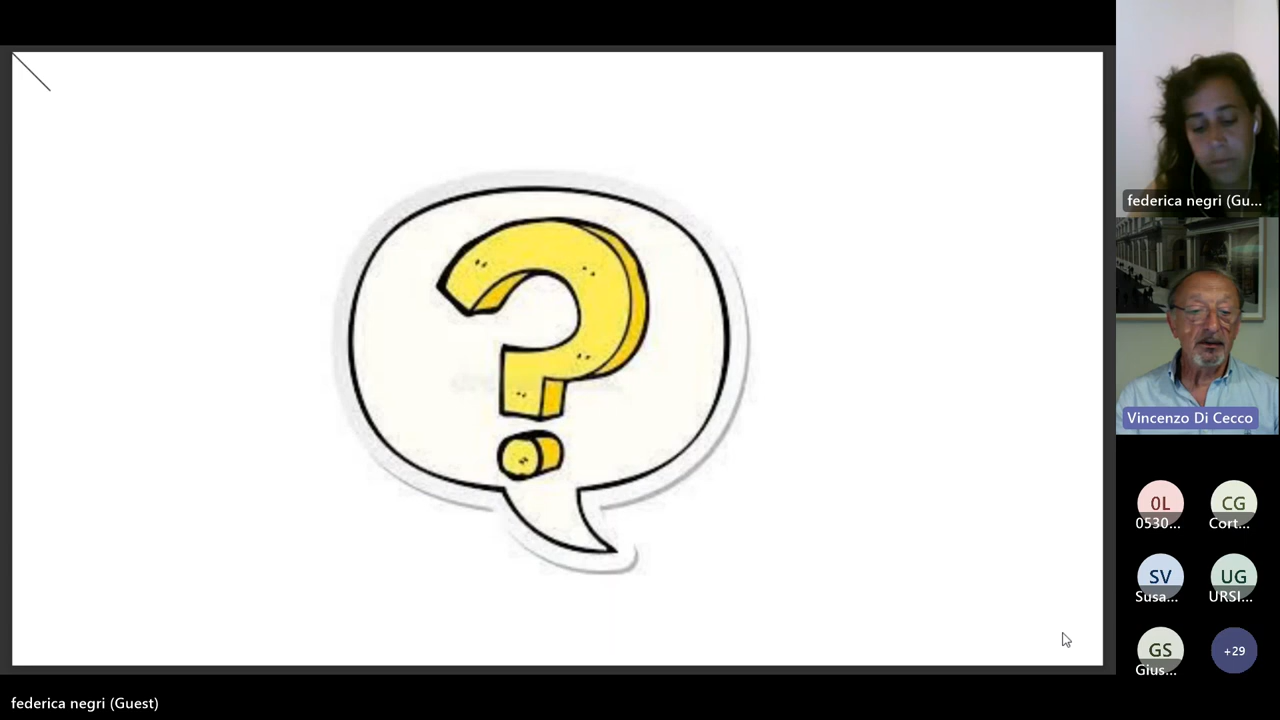 federica negri (Gu...
Vincenzo Di Cecco
0L
CG
0530...
Cort...
SV
UG
Susa...
URSI...
GS
+29
Gius...
federica negri (Guest)